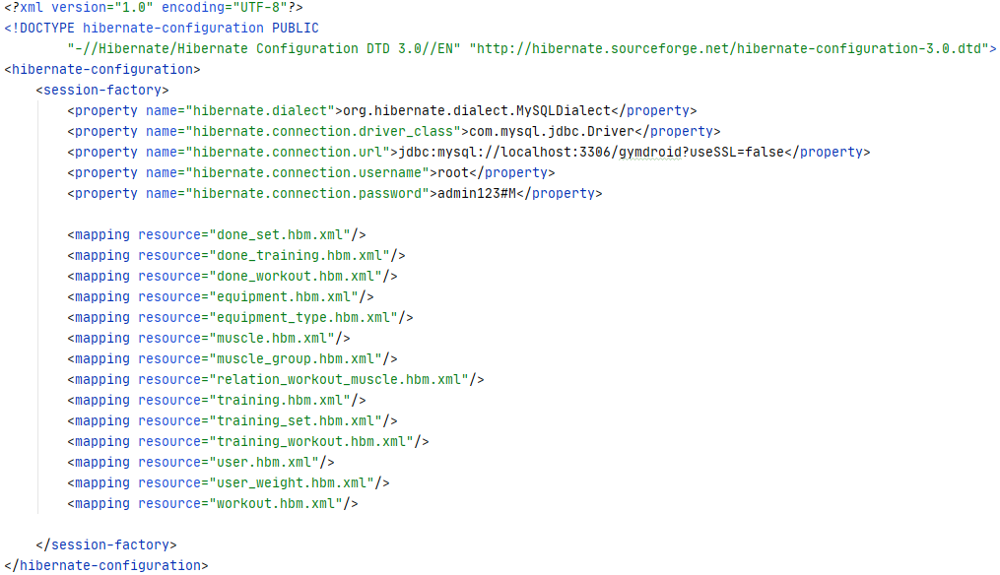 <?xml version="1.0" encoding="UTF-8"?>
<!DOCTYPE hibernate-configuration PUBLIC
        "-//Hibernate/Hibernate Configuration DTD 3.0//EN" "http://hibernate.sourceforge.net/hibernate-configuration-3.0.dtd">
<hibernate-configuration>
    <session-factory>
        <property name="hibernate.dialect">org.hibernate.dialect.MySQLDialect</property>
        <property name="hibernate.connection.driver_class">com.mysql.jdbc.Driver</property>
        <property name="hibernate.connection.url">jdbc:mysql://localhost:3306/gymdroid?useSSL=false</property>
        <property name="hibernate.connection.username">root</property>
        <property name="hibernate.connection.password">admin123#M</property>

        <mapping resource="done_set.hbm.xml"/>
        <mapping resource="done_training.hbm.xml"/>
        <mapping resource="done_workout.hbm.xml"/>
        <mapping resource="equipment.hbm.xml"/>
        <mapping resource="equipment_type.hbm.xml"/>
        <mapping resource="muscle.hbm.xml"/>
        <mapping resource="muscle_group.hbm.xml"/>
        <mapping resource="relation_workout_muscle.hbm.xml"/>
        <mapping resource="training.hbm.xml"/>
        <mapping resource="training_set.hbm.xml"/>
        <mapping resource="training_workout.hbm.xml"/>
        <mapping resource="user.hbm.xml"/>
        <mapping resource="user_weight.hbm.xml"/>
        <mapping resource="workout.hbm.xml"/>

    </session-factory>
</hibernate-configuration>